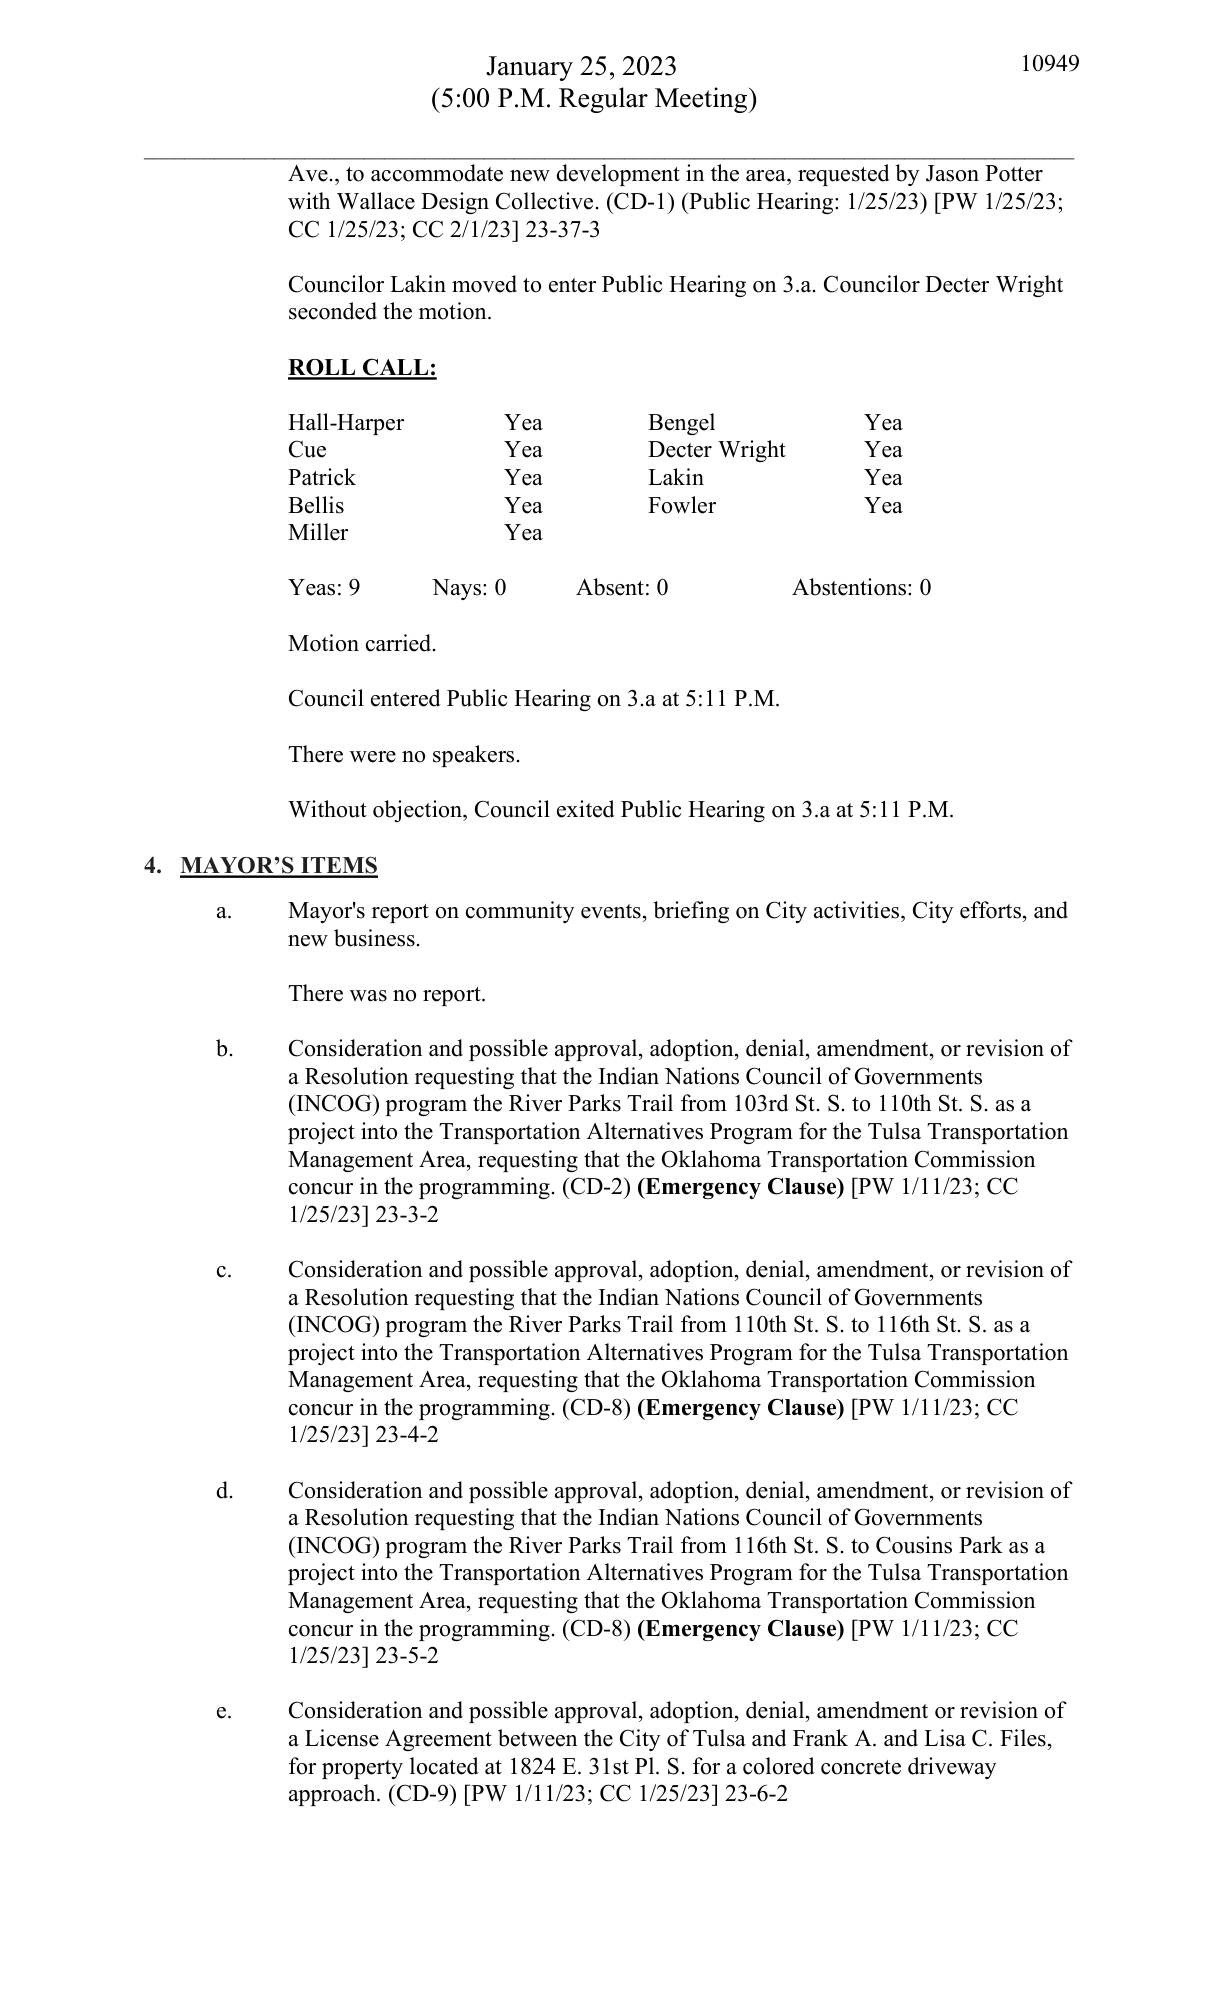 January 25, 2023
(5:00 P.M. Regular Meeting)
10949
Ave., to accommodate new development in the area, requested by Jason Potter
with Wallace Design Collective. (CD-1) (Public Hearing: 1/25/23) [PW 1/25/23;
CC 1/25/23; CC 2/1/23] 23-37-3
Councilor Lakin moved to enter Public Hearing on 3.a. Councilor Decter Wright
seconded the motion.
ROLL CALL:
Hall-Harper Yea Bengel Yea
Cue Yea Decter Wright Yea
Patrick Yea Lakin Yea
Bellis Yea Fowler Yea
Miller Yea
Yeas: 9 Nays: 0 Absent: 0 Abstentions: 0
Motion carried.
Council entered Public Hearing on 3.a at 5:11 P.M.
There were no speakers.
Without objection, Council exited Public Hearing on 3.a at 5:11 P.M.
4. MAYOR’S ITEMS
a. Mayor's report on community events, briefing on City activities, City efforts, and
new business.
There was no report.
b. Consideration and possible approval, adoption, denial, amendment, or revision of
a Resolution requesting that the Indian Nations Council of Governments
(INCOG) program the River Parks Trail from 103rd St. S. to 110th St. S. as a
project into the Transportation Alternatives Program for the Tulsa Transportation
Management Area, requesting that the Oklahoma Transportation Commission
concur in the programming. (CD-2) (Emergency Clause) [PW 1/11/23; CC
1/25/23] 23-3-2
c. Consideration and possible approval, adoption, denial, amendment, or revision of
a Resolution requesting that the Indian Nations Council of Governments
(INCOG) program the River Parks Trail from 110th St. S. to 116th St. S. as a
project into the Transportation Alternatives Program for the Tulsa Transportation
Management Area, requesting that the Oklahoma Transportation Commission
concur in the programming. (CD-8) (Emergency Clause) [PW 1/11/23; CC
1/25/23] 23-4-2
d. Consideration and possible approval, adoption, denial, amendment, or revision of
a Resolution requesting that the Indian Nations Council of Governments
(INCOG) program the River Parks Trail from 116th St. S. to Cousins Park as a
project into the Transportation Alternatives Program for the Tulsa Transportation
Management Area, requesting that the Oklahoma Transportation Commission
concur in the programming. (CD-8) (Emergency Clause) [PW 1/11/23; CC
1/25/23] 23-5-2
e. Consideration and possible approval, adoption, denial, amendment or revision of
a License Agreement between the City of Tulsa and Frank A. and Lisa C. Files,
for property located at 1824 E. 31st Pl. S. for a colored concrete driveway
approach. (CD-9) [PW 1/11/23; CC 1/25/23] 23-6-2